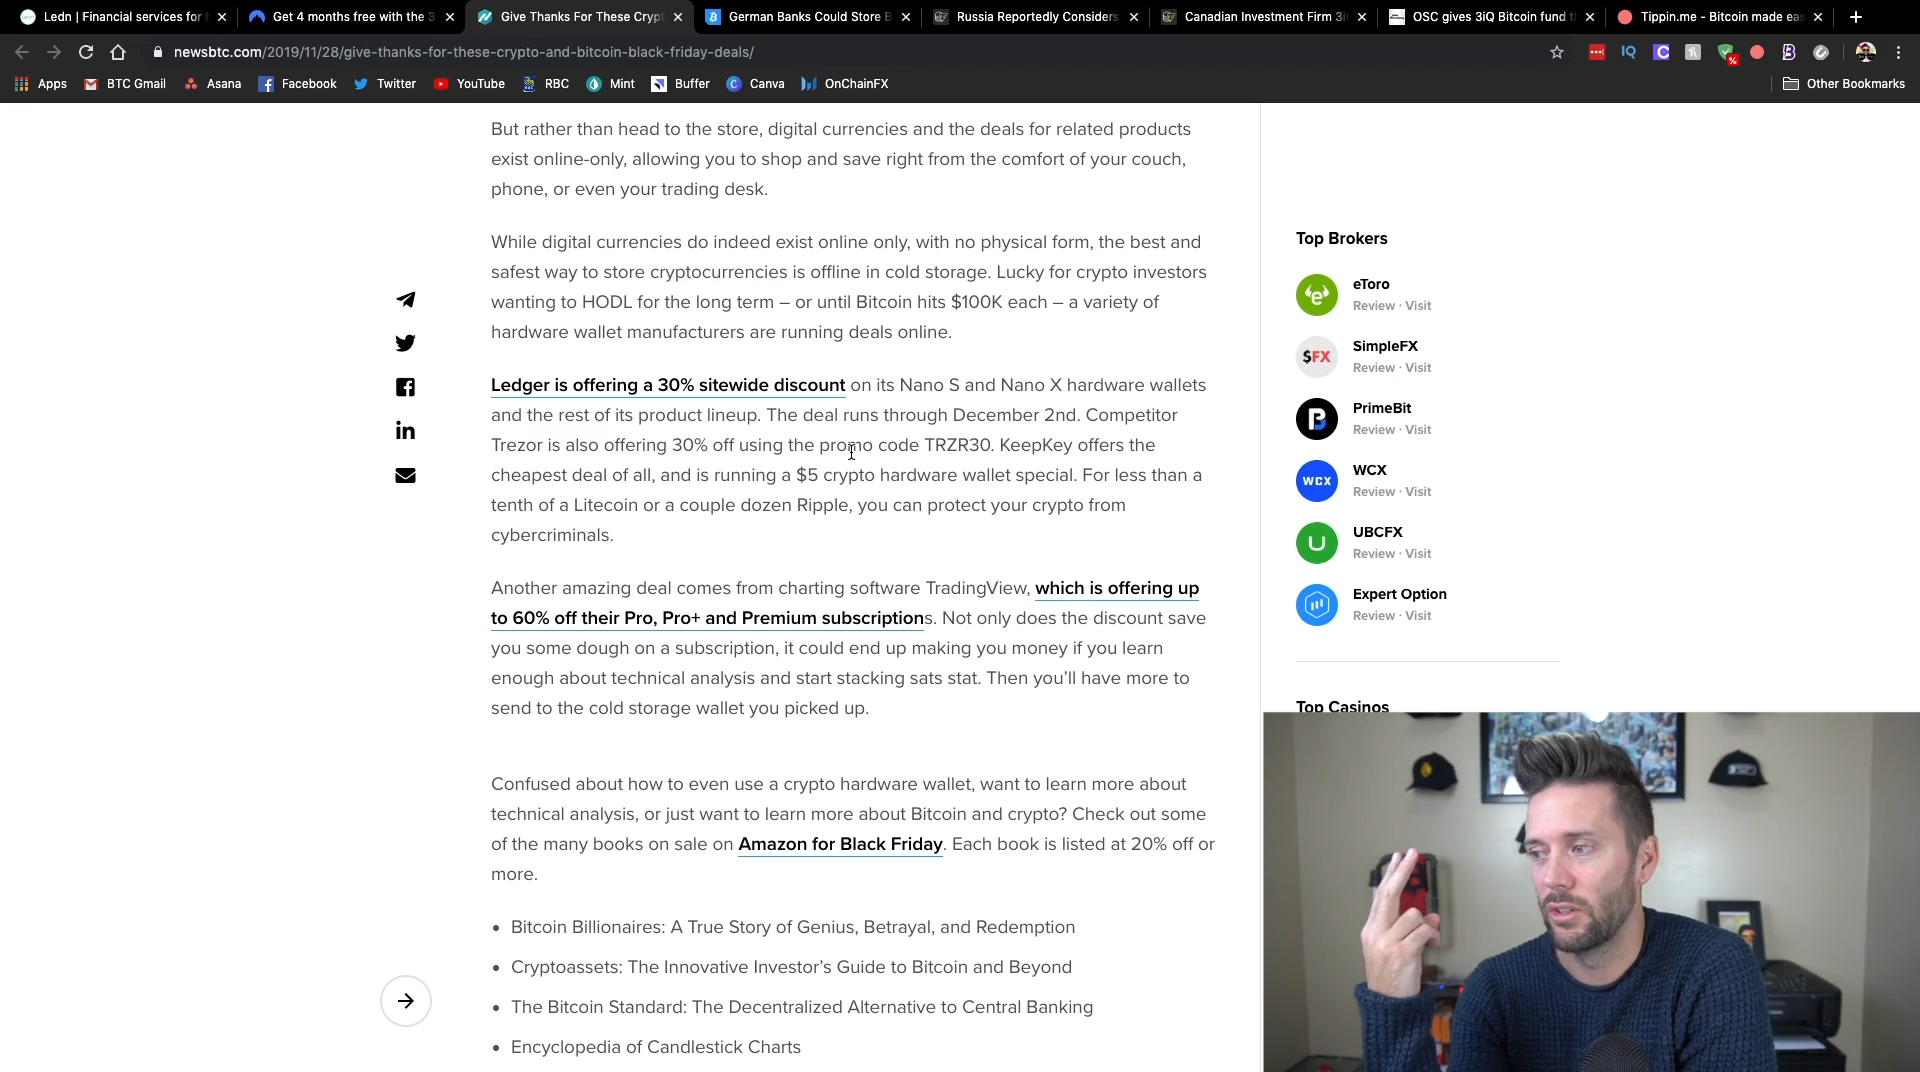 Ledn | Financial services for
Get 4 months free with the 3
Give Thanks For These Crypt
German Banks Could Store B
Russia Reportedly Considers
Canadian Investment Firm 3i
OSC gives 3iQ Bitcoin fund t
Tippin.me - Bitcoin made eas
newsbtc.com/2019/11/28/give-thanks-for-these-crypto-and-bitcoin-black-friday-deals/
Apps
BTC Gmail
Asana
Facebook
Twitter
YouTube
RBC
Mint
Buffer
Canva
OnChainFX
Other Bookmarks
But rather than head to the store, digital currencies and the deals for related products
exist online-only, allowing you to shop and save right from the comfort of your couch,
phone, or even your trading desk.
While digital currencies do indeed exist online only, with no physical form, the best and
safest way to store cryptocurrencies is offline in cold storage. Lucky for crypto investors
wanting to HODL for the long term – or until Bitcoin hits $100K each – a variety of
hardware wallet manufacturers are running deals online.
Ledger is offering a 30% sitewide discount on its Nano S and Nano X hardware wallets
and the rest of its product lineup. The deal runs through December 2nd. Competitor
Trezor is also offering 30% off using the promo code TRZR30. KeepKey offers the
cheapest deal of all, and is running a $5 crypto hardware wallet special. For less than a
tenth of a Litecoin or a couple dozen Ripple, you can protect your crypto from
cybercriminals.
Another amazing deal comes from charting software TradingView, which is offering up
to 60% off their Pro, Pro+ and Premium subscriptions. Not only does the discount save
you some dough on a subscription, it could end up making you money if you learn
enough about technical analysis and start stacking sats stat. Then you’ll have more to
send to the cold storage wallet you picked up.
Confused about how to even use a crypto hardware wallet, want to learn more about
technical analysis, or just want to learn more about Bitcoin and crypto? Check out some
of the many books on sale on Amazon for Black Friday. Each book is listed at 20% off or
more.
• Bitcoin Billionaires: A True Story of Genius, Betrayal, and Redemption
• Cryptoassets: The Innovative Investor’s Guide to Bitcoin and Beyond
• The Bitcoin Standard: The Decentralized Alternative to Central Banking
• Encyclopedia of Candlestick Charts
Top Brokers
eToro
Review · Visit
$FX
SimpleFX
Review · Visit
PrimeBit
Review · Visit
WCX
WCX
Review · Visit
UBCFX
Review · Visit
Expert Option
Review · Visit
Top Casinos